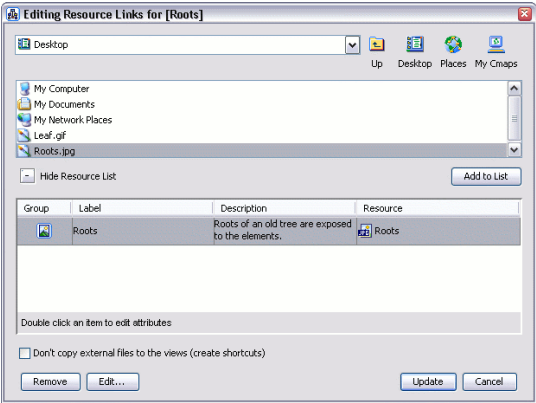 Editing Resource Links for [Roots]
Desktop
Up Desktop Places My Cmaps
My Computer
My Documents
My Network Places
Leaf.gif
Roots.jpg
- Hide Resource List
Add to List
Group Label Description Resource
Roots Roots of an old tree are exposed to the elements. Roots
Double click an item to edit attributes
Don't copy external files to the views (create shortcuts)
Remove Edit... Update Cancel